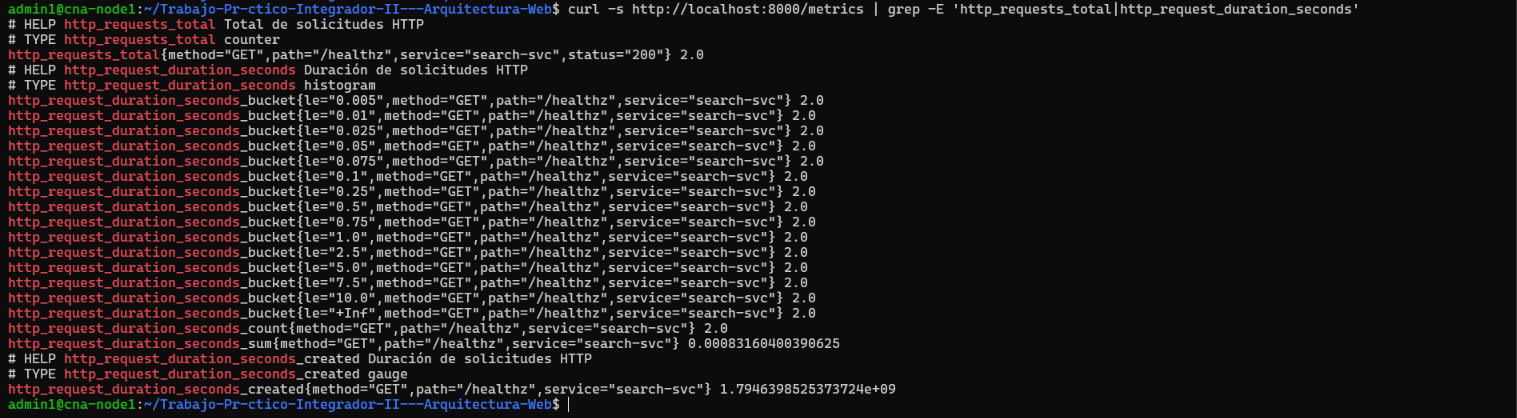 admin1@cna-node1:~/Trabajo-Pr-ctico-Integrador-II---Arquitectura-Web$ curl -s http://localhost:8000/metrics | grep -E 'http_requests_total|http_request_duration_seconds'
# HELP http_requests_total Total de solicitudes HTTP
# TYPE http_requests_total counter
http_requests_total{method="GET",path="/healthz",service="search-svc",status="200"} 2.0
# HELP http_request_duration_seconds Duración de solicitudes HTTP
# TYPE http_request_duration_seconds histogram
http_request_duration_seconds_bucket{le="0.005",method="GET",path="/healthz",service="search-svc"} 2.0
http_request_duration_seconds_bucket{le="0.01",method="GET",path="/healthz",service="search-svc"} 2.0
http_request_duration_seconds_bucket{le="0.025",method="GET",path="/healthz",service="search-svc"} 2.0
http_request_duration_seconds_bucket{le="0.05",method="GET",path="/healthz",service="search-svc"} 2.0
http_request_duration_seconds_bucket{le="0.075",method="GET",path="/healthz",service="search-svc"} 2.0
http_request_duration_seconds_bucket{le="0.1",method="GET",path="/healthz",service="search-svc"} 2.0
http_request_duration_seconds_bucket{le="0.25",method="GET",path="/healthz",service="search-svc"} 2.0
http_request_duration_seconds_bucket{le="0.5",method="GET",path="/healthz",service="search-svc"} 2.0
http_request_duration_seconds_bucket{le="0.75",method="GET",path="/healthz",service="search-svc"} 2.0
http_request_duration_seconds_bucket{le="1.0",method="GET",path="/healthz",service="search-svc"} 2.0
http_request_duration_seconds_bucket{le="2.5",method="GET",path="/healthz",service="search-svc"} 2.0
http_request_duration_seconds_bucket{le="5.0",method="GET",path="/healthz",service="search-svc"} 2.0
http_request_duration_seconds_bucket{le="7.5",method="GET",path="/healthz",service="search-svc"} 2.0
http_request_duration_seconds_bucket{le="10.0",method="GET",path="/healthz",service="search-svc"} 2.0
http_request_duration_seconds_bucket{le="+Inf",method="GET",path="/healthz",service="search-svc"} 2.0
http_request_duration_seconds_count{method="GET",path="/healthz",service="search-svc"} 2.0
http_request_duration_seconds_sum{method="GET",path="/healthz",service="search-svc"} 0.00083160400390625
# HELP http_request_duration_seconds_created Duración de solicitudes HTTP
# TYPE http_request_duration_seconds_created gauge
http_request_duration_seconds_created{method="GET",path="/healthz",service="search-svc"} 1.7946398525373724e+09
admin1@cna-node1:~/Trabajo-Pr-ctico-Integrador-II---Arquitectura-Web$